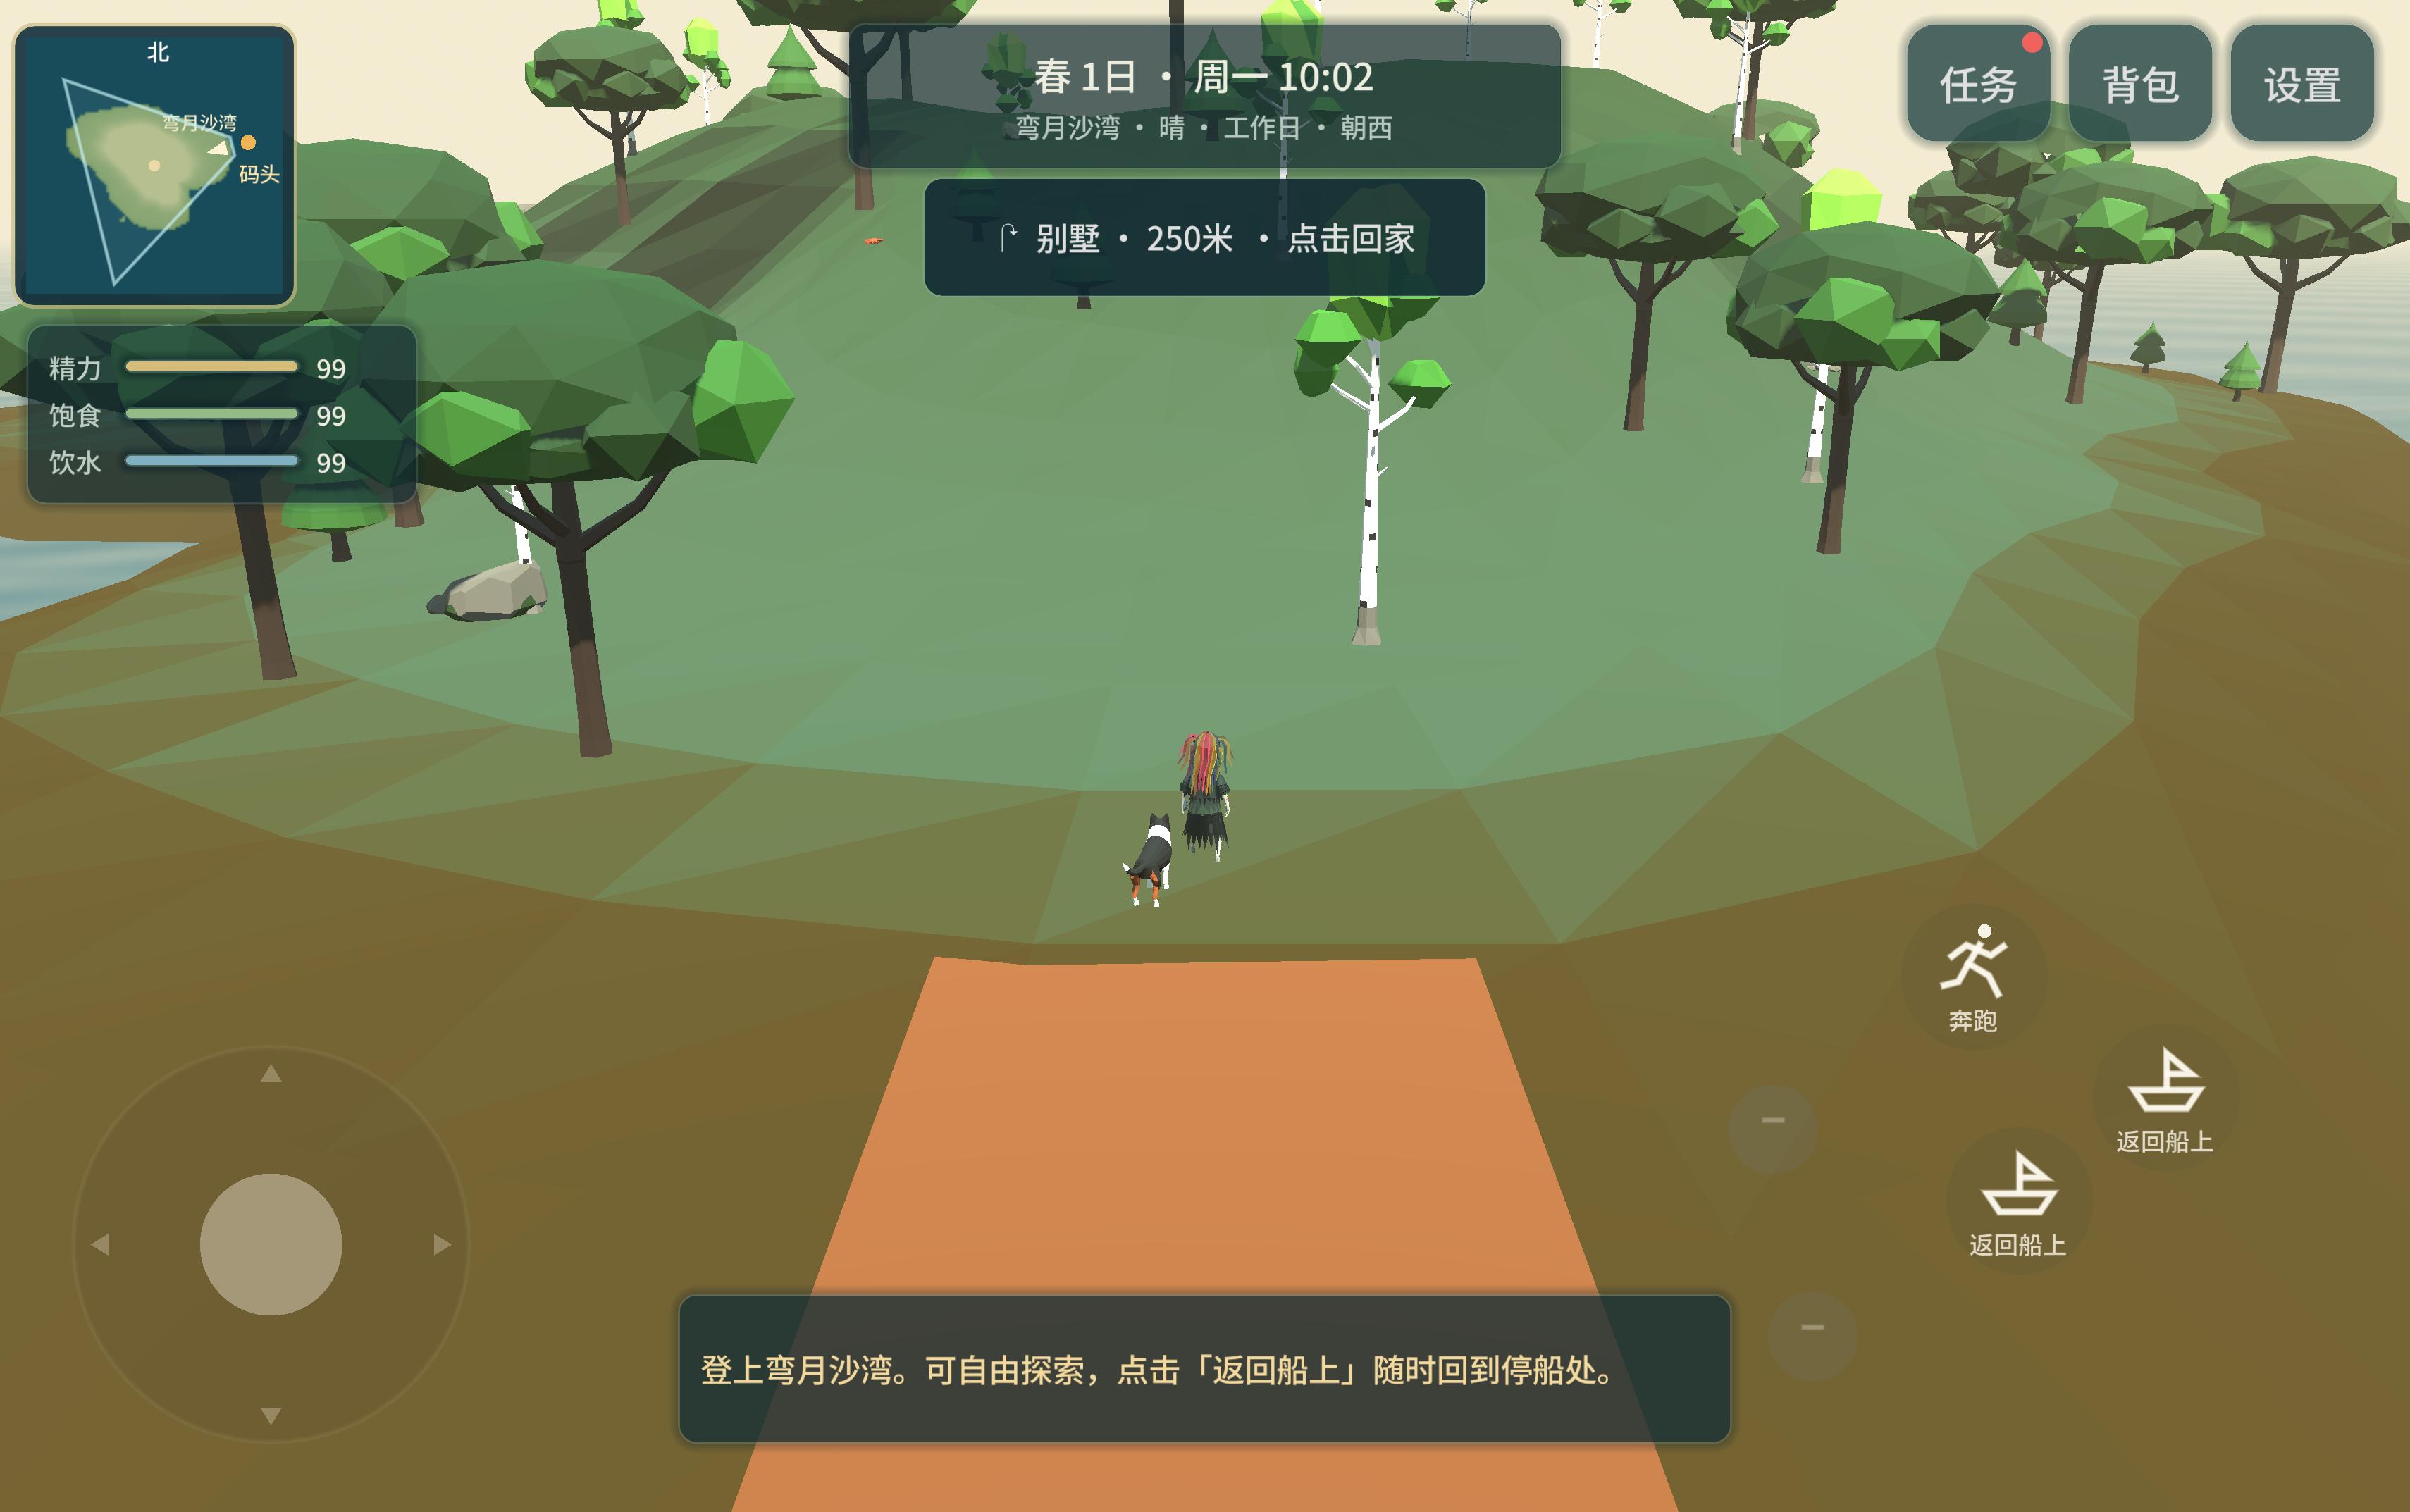 北
弯月沙湾
码头
春 1日 · 周一 10:02
弯月沙湾 · 晴 · 工作日 · 朝西
别墅 · 250米 · 点击回家
任务
背包
设置
精力 99
饱食 99
饮水 99
奔跑
返回船上
返回船上
登上弯月沙湾。可自由探索，点击「返回船上」随时回到停船处。